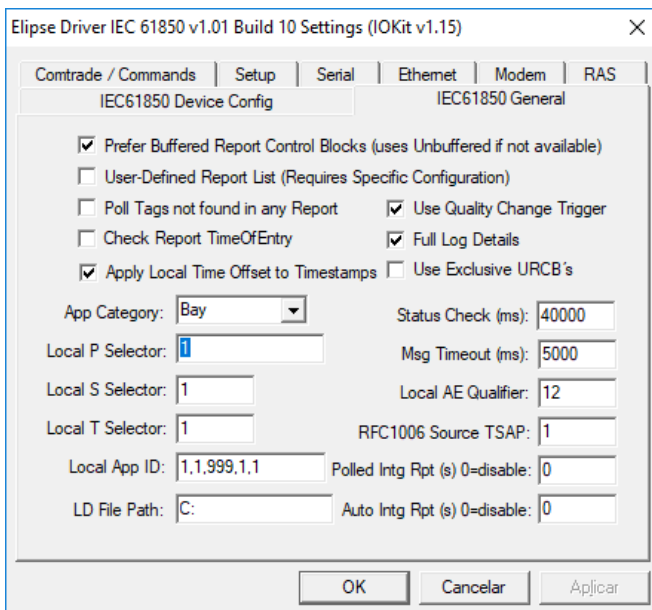 Elipse Driver IEC 61850 v1.01 Build 10 Settings (IOKit v1.15)
Comtrade / Commands Setup Serial Ethernet Modem RAS
IEC61850 Device Config IEC61850 General
Prefer Buffered Report Control Blocks (uses Unbuffered if not available)
User-Defined Report List (Requires Specific Configuration)
Poll Tags not found in any Report Use Quality Change Trigger
Check Report TimeOfEntry Full Log Details
Apply Local Time Offset to Timestamps Use Exclusive URCB´s
App Category: Bay Status Check (ms): 40000
Local P Selector: 1 Msg Timeout (ms): 5000
Local S Selector: 1 Local AE Qualifier: 12
Local T Selector: 1 RFC1006 Source TSAP: 1
Local App ID: 1,1,999,1,1 Polled Intg Rpt (s) 0=disable: 0
LD File Path: C: Auto Intg Rpt (s) 0=disable: 0
OK Cancelar Aplicar